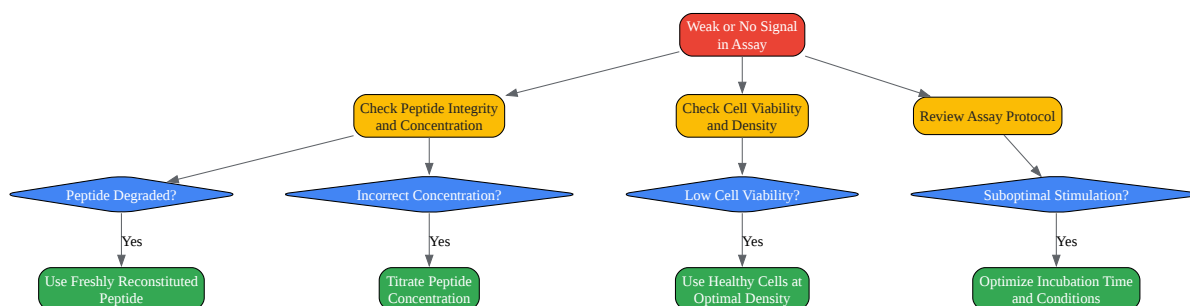 Weak or No Signal
in Assay
Check Peptide Integrity
and Concentration
Check Cell Viability
and Density
Review Assay Protocol
Peptide Degraded?
Incorrect Concentration?
Low Cell Viability?
Suboptimal Stimulation?
Yes
Yes
Yes
Yes
Use Freshly Reconstituted
Peptide
Titrate Peptide
Concentration
Use Healthy Cells at
Optimal Density
Optimize Incubation Time
and Conditions